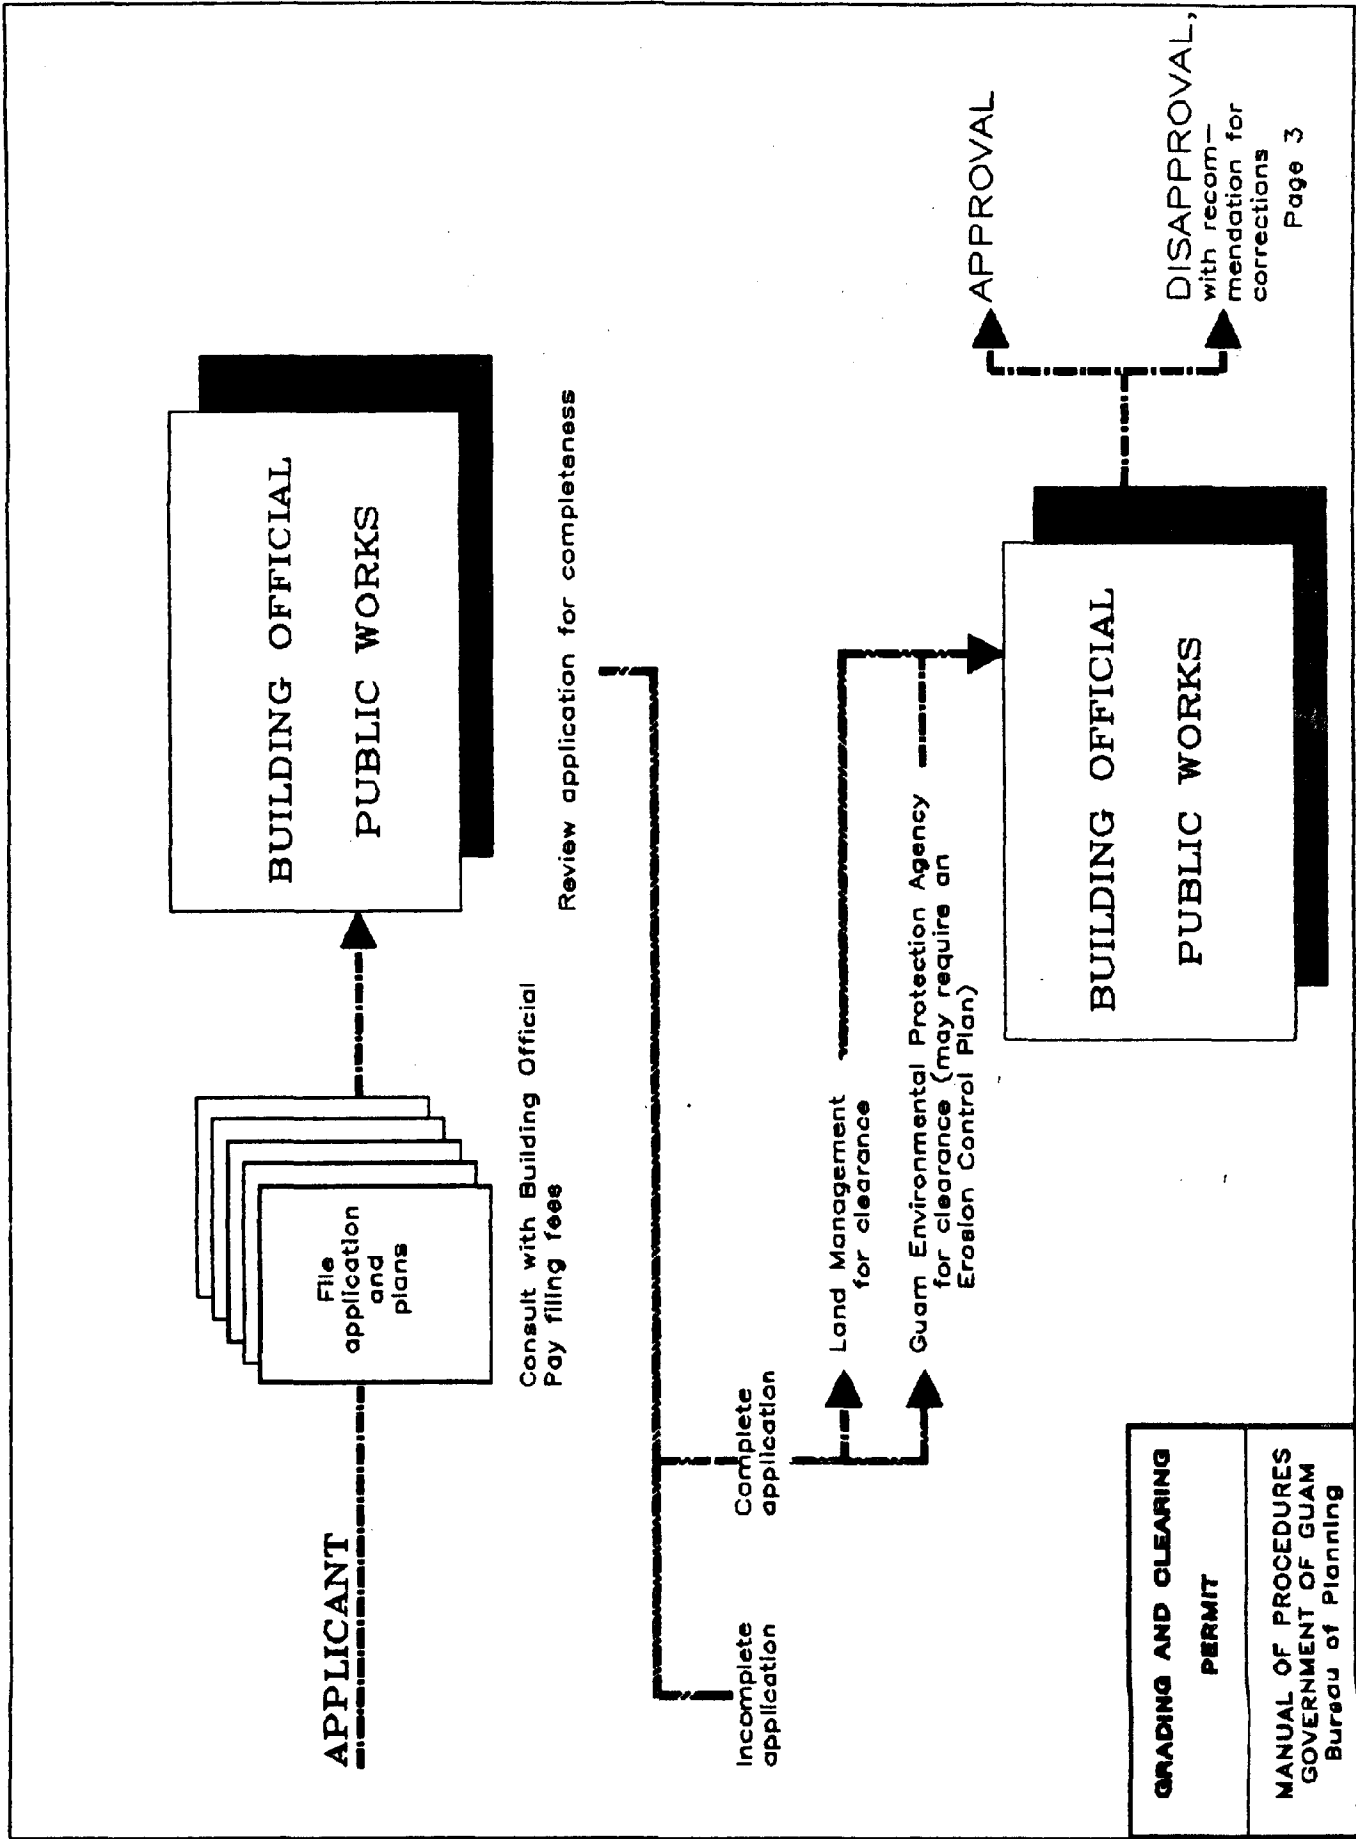 APPLICANT
File
application
and
plans
Consult with Building Official
Pay filing fees
BUILDING OFFICIAL
PUBLIC WORKS
Review application for completeness
Incomplete
application
Complete
application
Land Management
for clearance
Guam Environmental Protection Agency
for clearance (may require an
Erosion Control Plan)
BUILDING OFFICIAL
PUBLIC WORKS
APPROVAL
DISAPPROVAL,
with recom-
mendation for
corrections
Page 3
GRADING AND CLEARING
PERMIT
MANUAL OF PROCEDURES
GOVERNMENT OF GUAM
Bureau of Planning